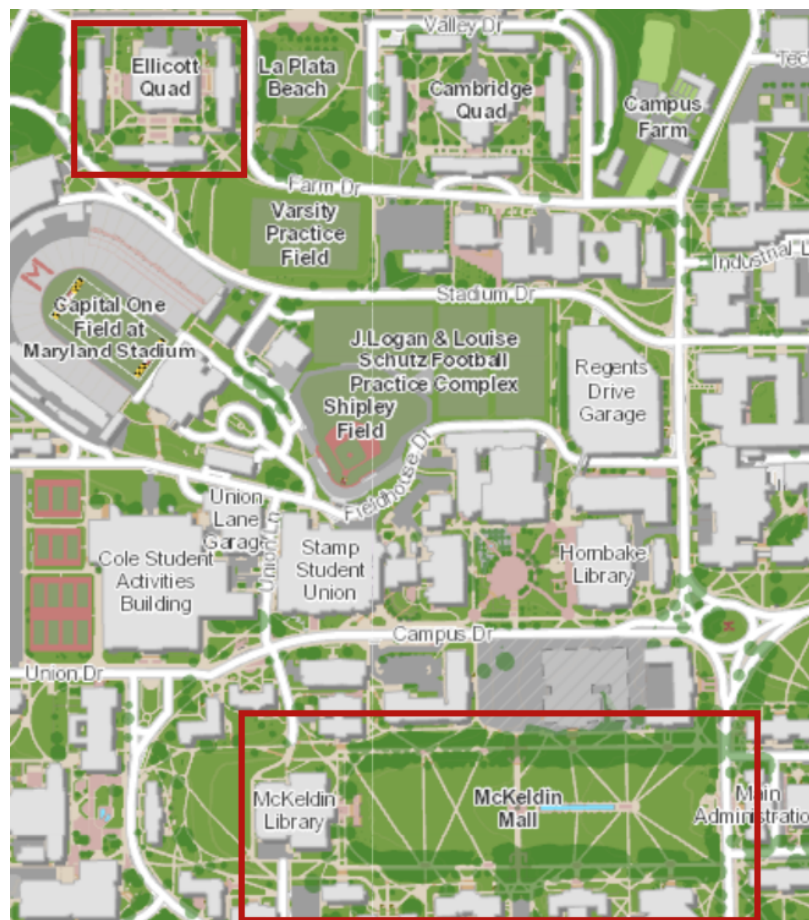 Valley Dr
Ellicott
Quad
La Plata
Beach
Cambridge
Quad
Campus
Farm
Farm Dr
Varsity
Practice
Field
Industrial L
Stadium Dr
M
Capital One
Field at
Maryland Stadium
J.Logan & Louise
Schutz Football
Practice Complex
Shipley
Field
Regents
Drive
Garage
Fieldhouse Dr
Union
Lane
Garage
Union Ln
Cole Student
Activities
Building
Stamp
Student
Union
Hornbake
Library
Campus Dr
Union Dr
McKeldin
Library
McKeldin
Mall
Main
Administratio